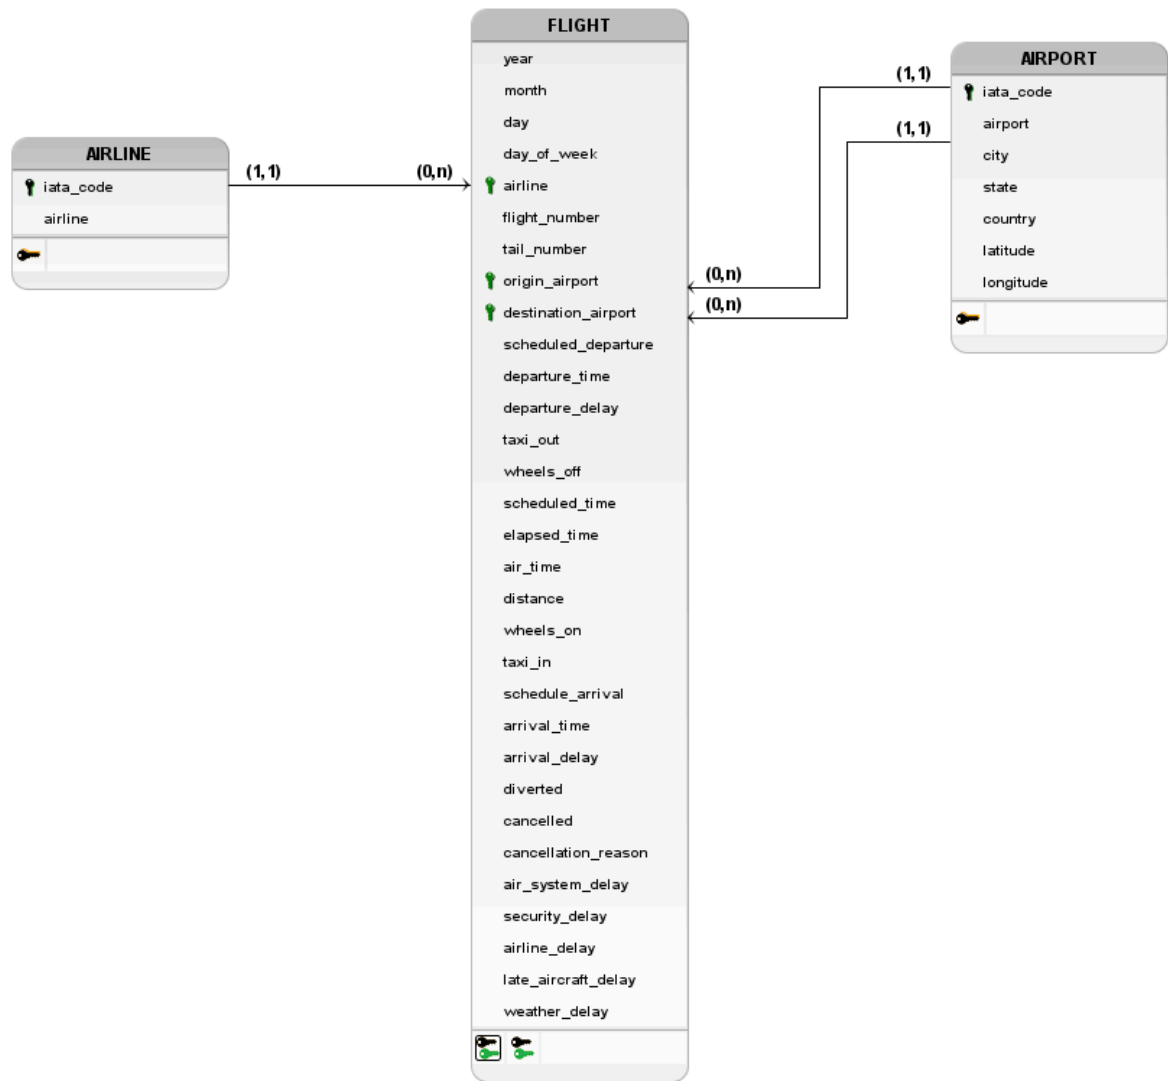 AIRLINE
iata_code
airline
(1,1)
(0,n)
FLIGHT
year
month
day
day_of_week
airline
flight_number
tail_number
origin_airport
destination_airport
scheduled_departure
departure_time
departure_delay
taxi_out
wheels_off
scheduled_time
elapsed_time
air_time
distance
wheels_on
taxi_in
schedule_arrival
arrival_time
arrival_delay
diverted
cancelled
cancellation_reason
air_system_delay
security_delay
airline_delay
late_aircraft_delay
weather_delay
(1,1)
(1,1)
(0,n)
(0,n)
AIRPORT
iata_code
airport
city
state
country
latitude
longitude